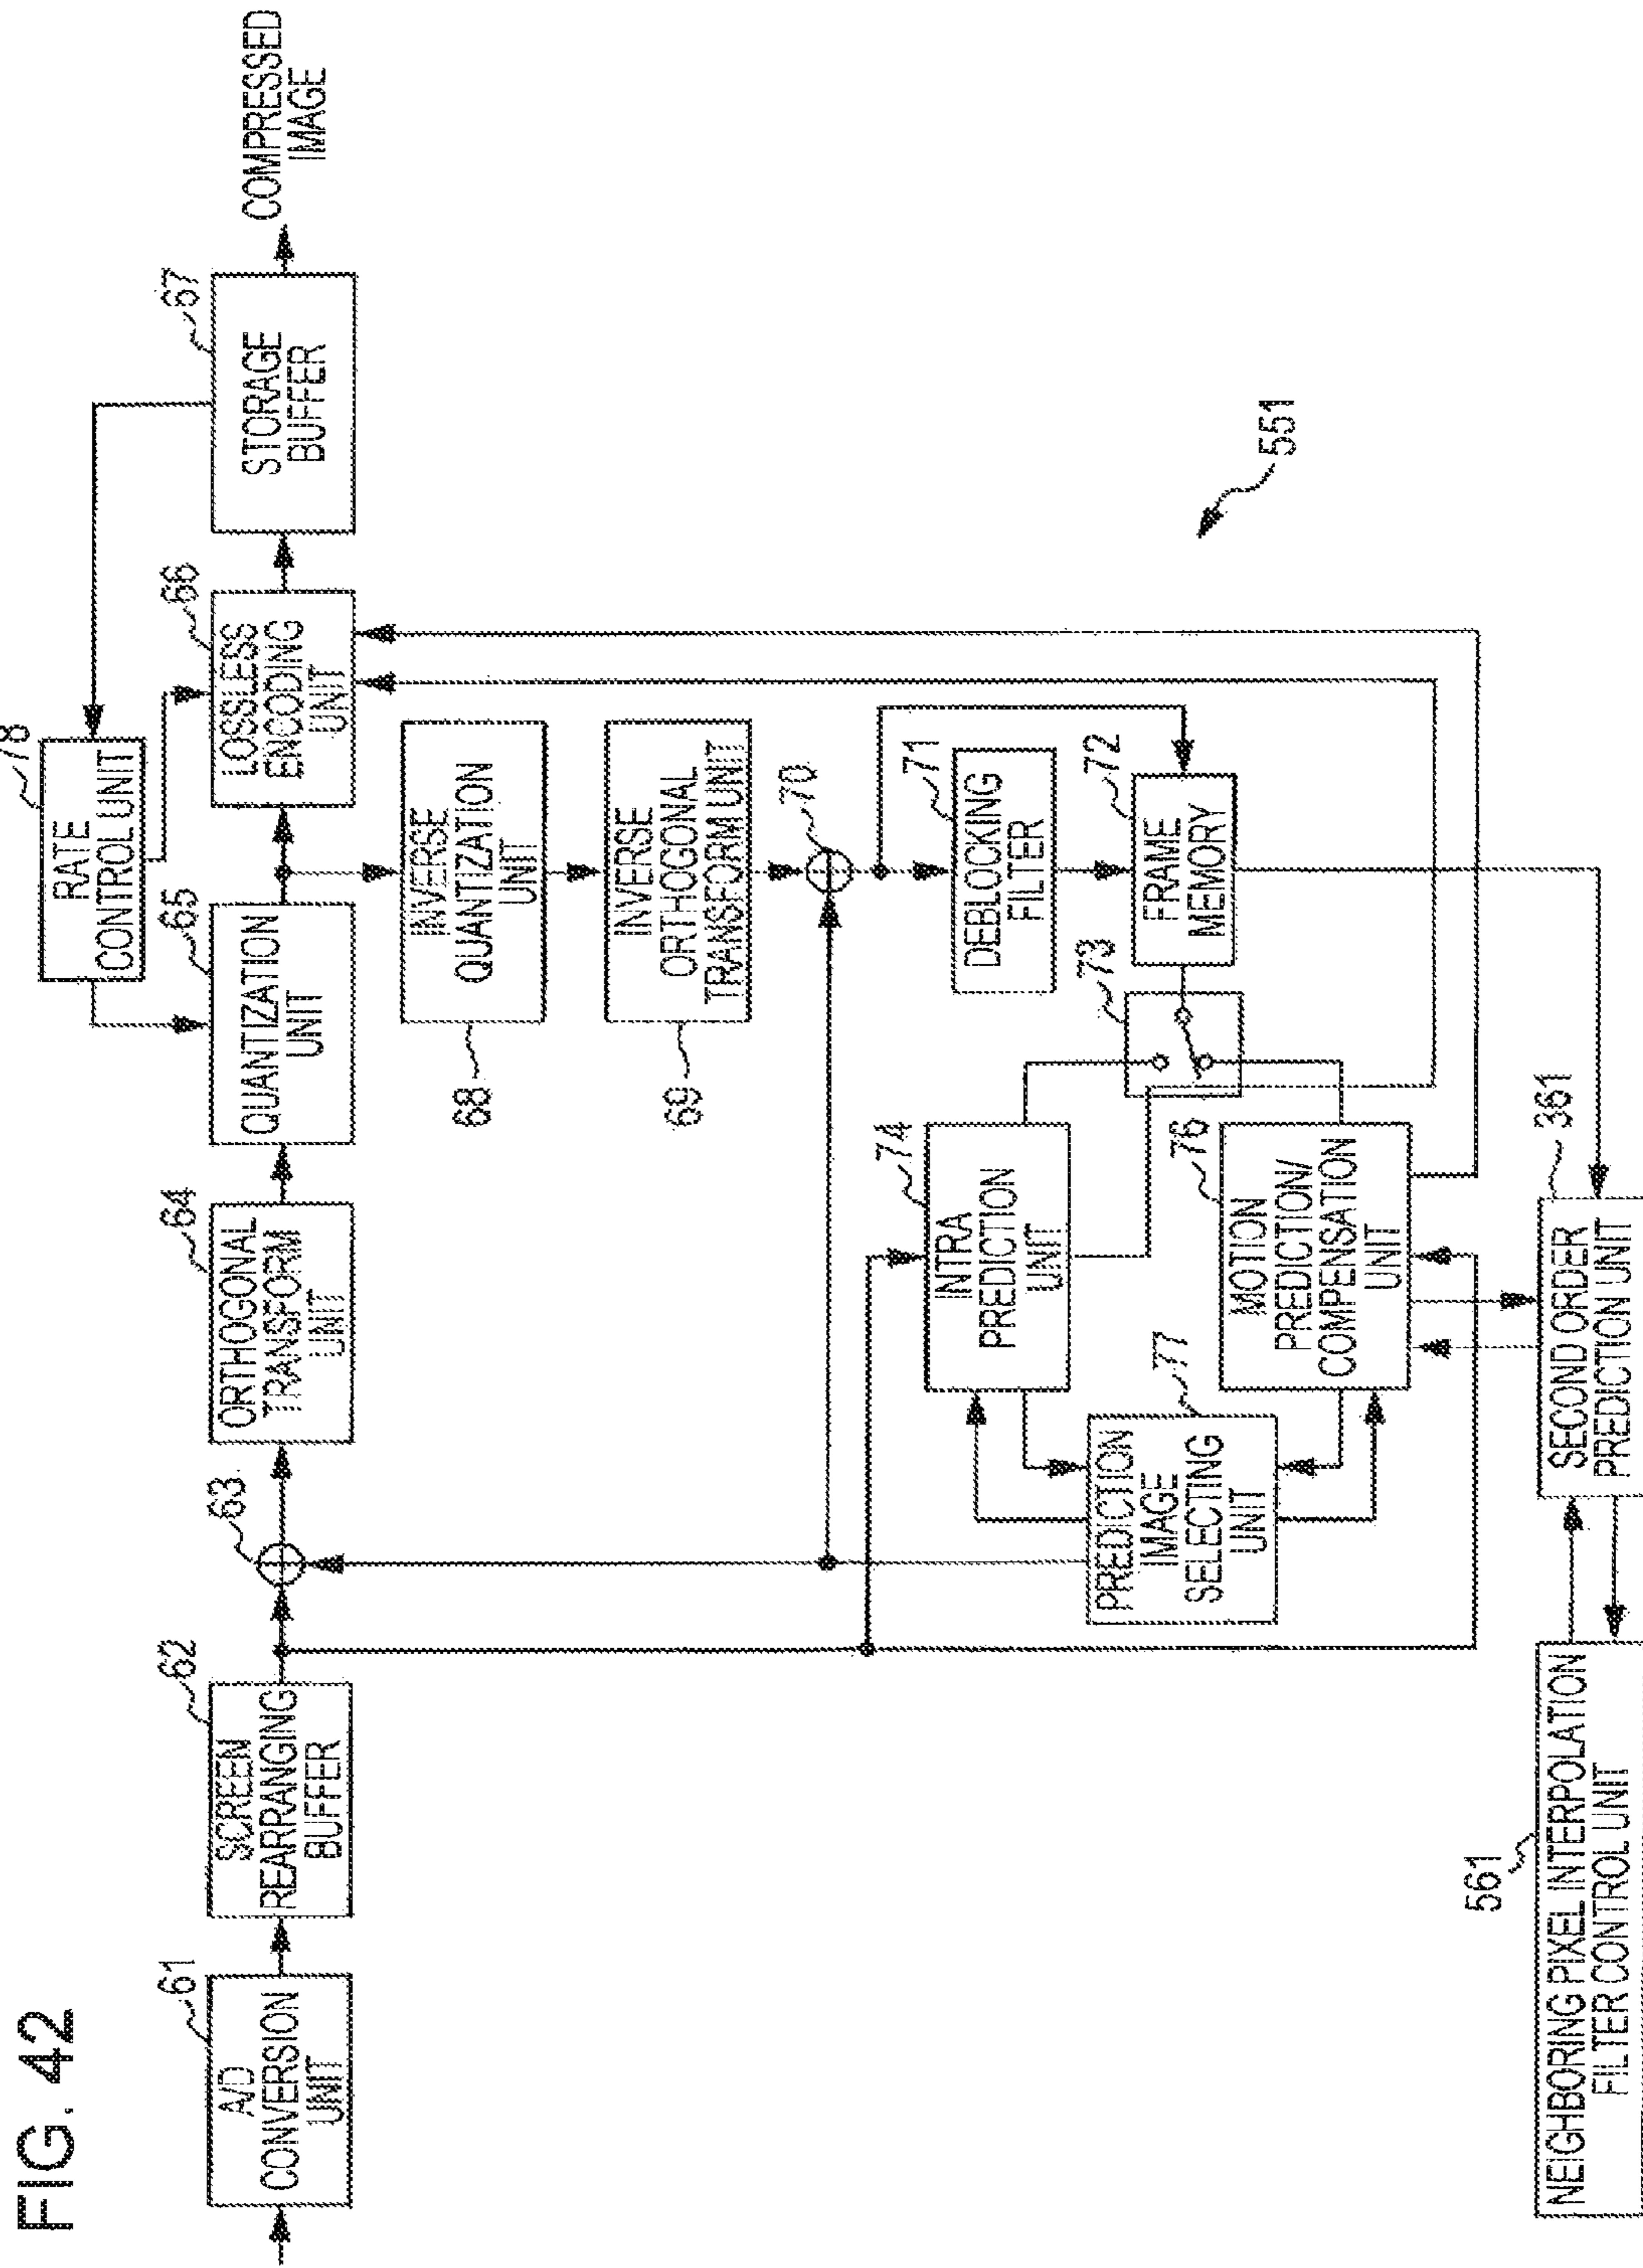 FIG. 42
61
A/D
CONVERSION
UNIT
62
SCREEN
REARRANGING
BUFFER
63
64
ORTHOGONAL
TRANSFORM
UNIT
65
QUANTIZATION
UNIT
78
RATE
CONTROL UNIT
66
LOSSLESS
ENCODING
UNIT
67
STORAGE
BUFFER
COMPRESSED
IMAGE
INVERSE
QUANTIZATION
UNIT
68
INVERSE
ORTHOGONAL
TRANSFORM UNIT
69
70
71
DEBLOCKING
FILTER
72
FRAME
MEMORY
73
74
INTRA
PREDICTION
UNIT
76
MOTION
PREDICTION/
COMPENSATION
UNIT
77
PREDICTION
IMAGE
SELECTING
UNIT
551
361
SECOND ORDER
PREDICTION UNIT
561
NEIGHBORING PIXEL INTERPOLATION
FILTER CONTROL UNIT